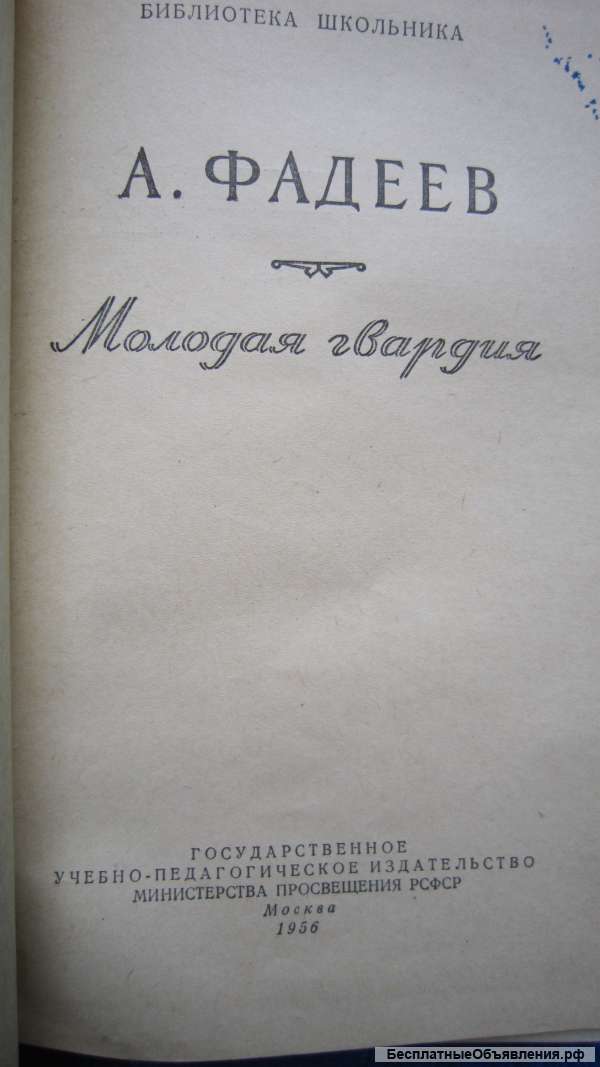 БИБЛИОТЕКА ШКОЛЬНИКА
А. ФАДЕЕВ
Молодая гвардия
ГОСУДАРСТВЕННОЕ
УЧЕБНО-ПЕДАГОГИЧЕСКОЕ ИЗДАТЕЛЬСТВО
МИНИСТЕРСТВА ПРОСВЕЩЕНИЯ РСФСР
Москва
1956
БесплатныеОбъявления.рф